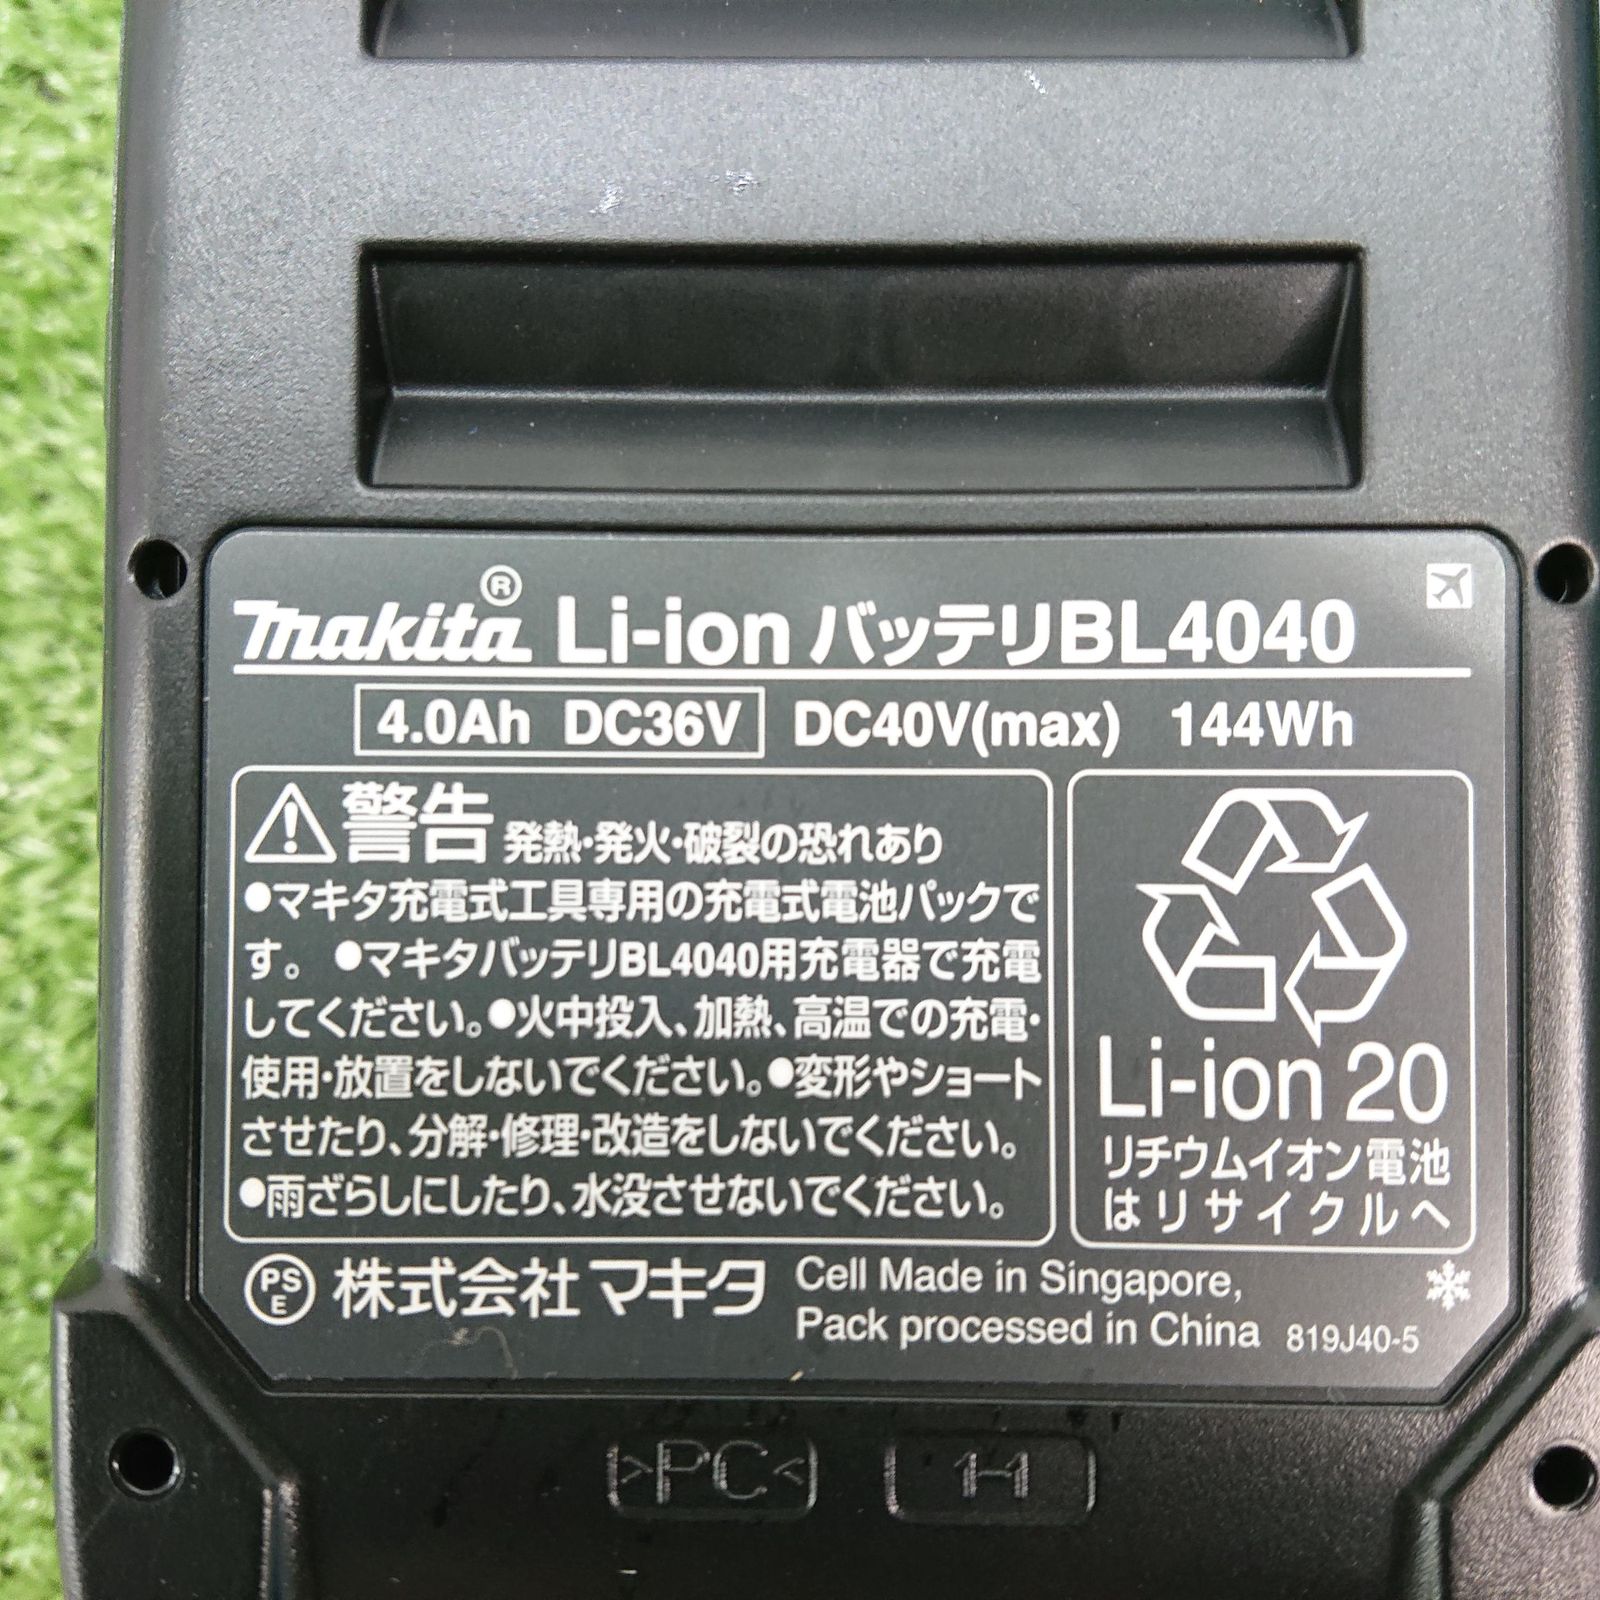 makita® Li-ion バッテリBL4040
4.0Ah DC36V DC40V(max) 144Wh
警告 発熱・発火・破裂の恐れあり
●マキタ充電式工具専用の充電式電池パックで
す。 ●マキタバッテリBL4040用充電器で充電
してください。●火中投入、加熱、高温での充電・
使用・放置をしないでください。●変形やショート
させたり、分解・修理・改造をしないでください。
●雨ざらしにしたり、水没させないでください。
Li-ion 20
リチウムイオン電池
はリサイクルへ
PS
E
株式会社マキタ
Cell Made in Singapore,
Pack processed in China 819J40-5
>PC<
1-1